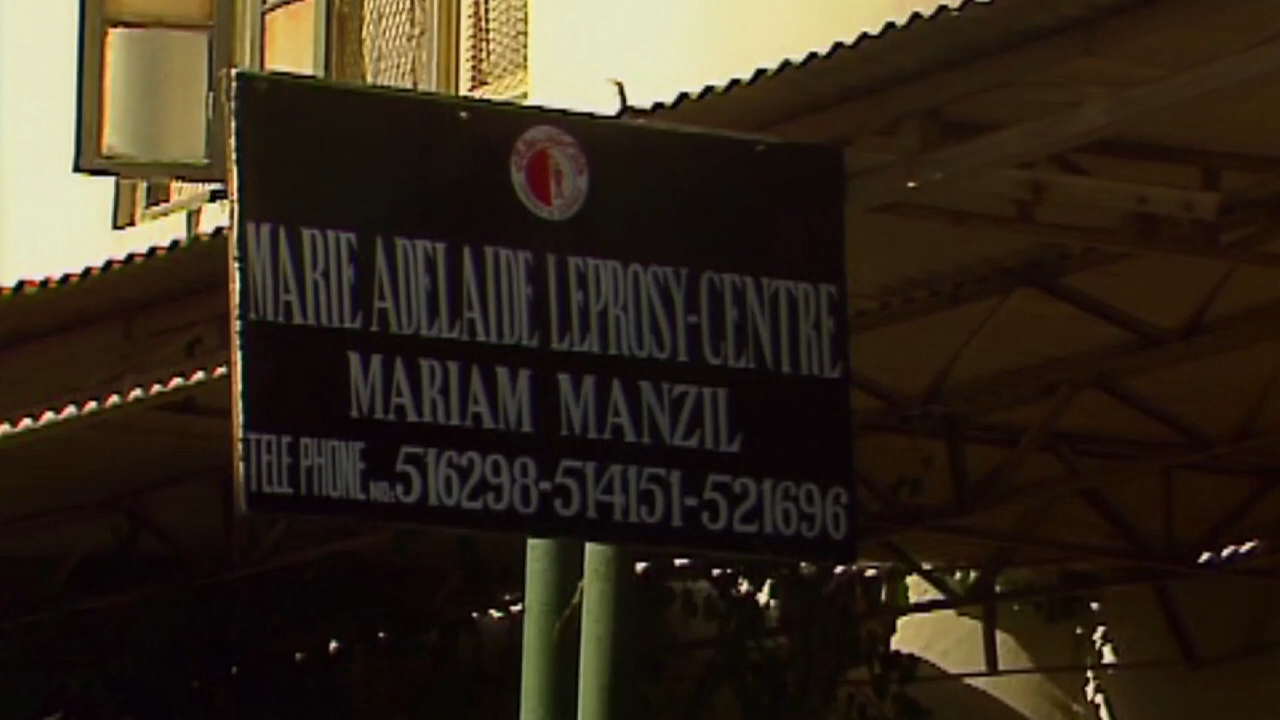 MARIE ADELAIDE LEPROSY-CENTRE
MARIAM MANZIL
TELE PHONE NO: 516298-514151-521696